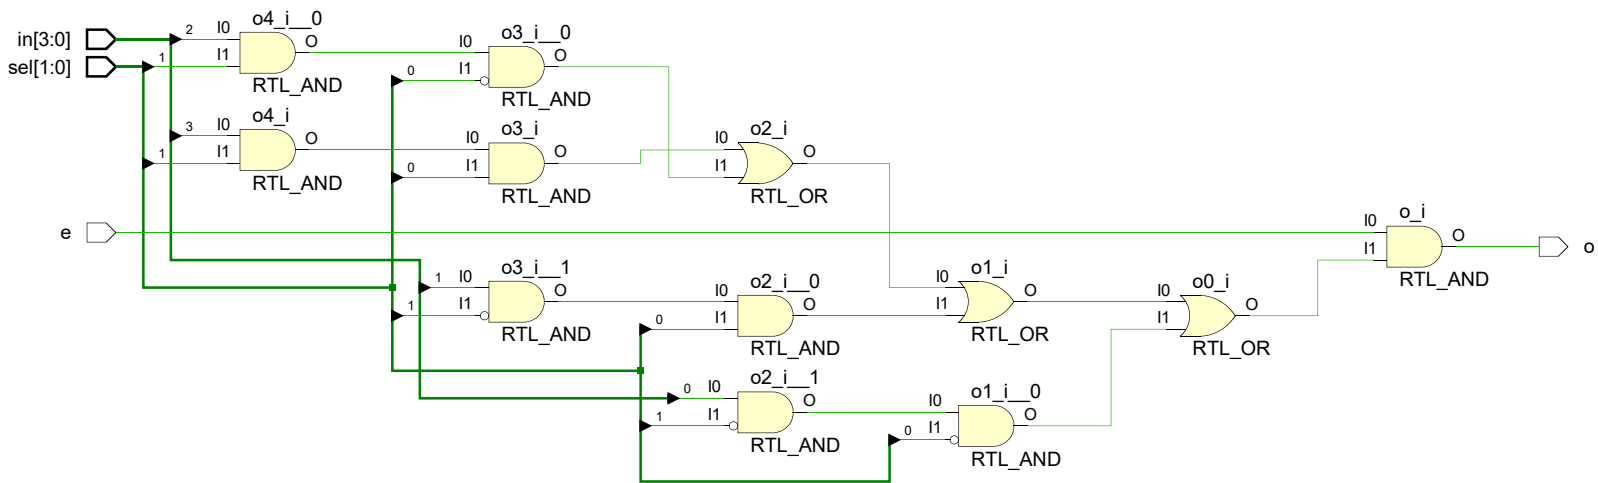 in[3:0]
sel[1:0]
e
2
I0
1
I1
o4_i__0
O
RTL_AND
3
I0
1
I1
o4_i
O
RTL_AND
I0
0
I1
o3_i__0
O
RTL_AND
I0
0
I1
o3_i
O
RTL_AND
I0
I1
o2_i
O
RTL_OR
1
I0
1
I1
o3_i__1
O
RTL_AND
I0
0
I1
o2_i__0
O
RTL_AND
0
I0
1
I1
o2_i__1
O
RTL_AND
I0
I1
o1_i
O
RTL_OR
I0
0
I1
o1_i__0
O
RTL_AND
I0
I1
o0_i
O
RTL_OR
I0
I1
o_i
O
RTL_AND
o